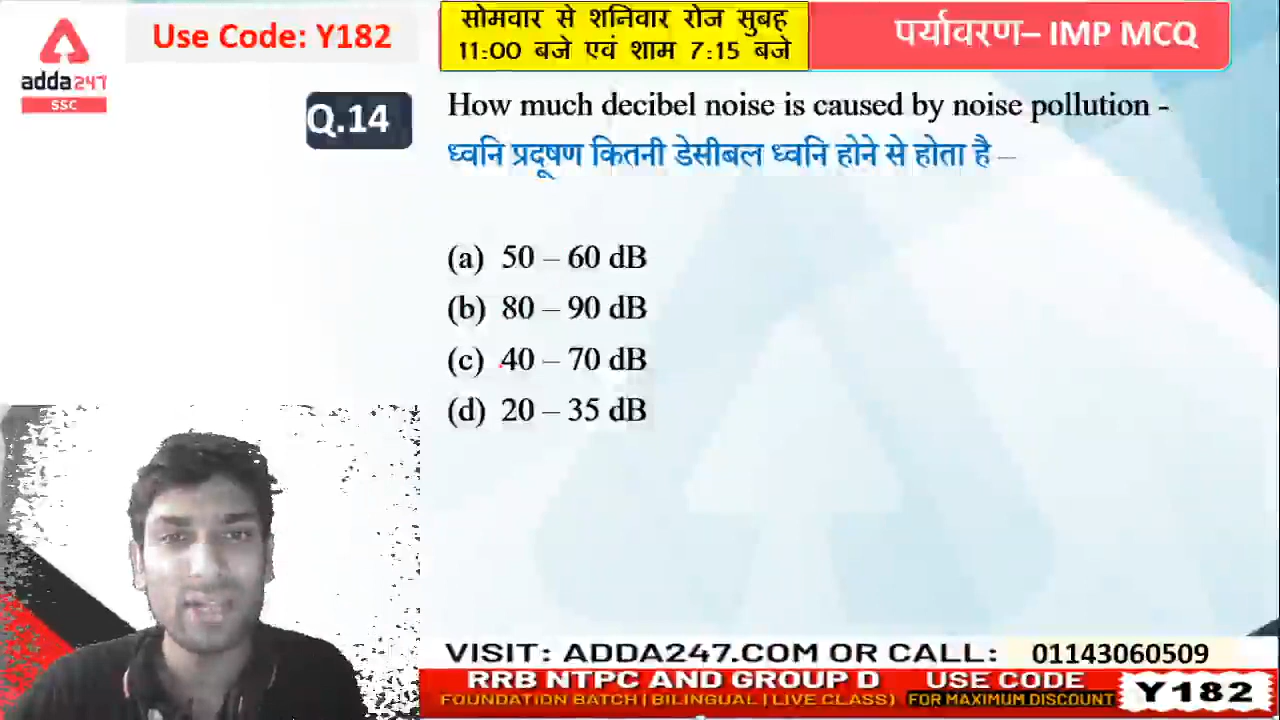 Use Code: Y182
सोमवार से शनिवार रोज सुबह
11:00 बजे एवं शाम 7:15 बजे
पर्यावरण– IMP MCQ
adda247
SSC
Q.14
How much decibel noise is caused by noise pollution -
ध्वनि प्रदूषण कितनी डेसीबल ध्वनि होने से होता है –
(a) 50 – 60 dB
(b) 80 – 90 dB
(c) 40 – 70 dB
(d) 20 – 35 dB
VISIT: ADDA247.COM OR CALL: 01143060509
RRB NTPC AND GROUP D USE CODE
FOUNDATION BATCH ( BILINGUAL | LIVE CLASS) FOR MAXIMUM DISCOUNT Y182